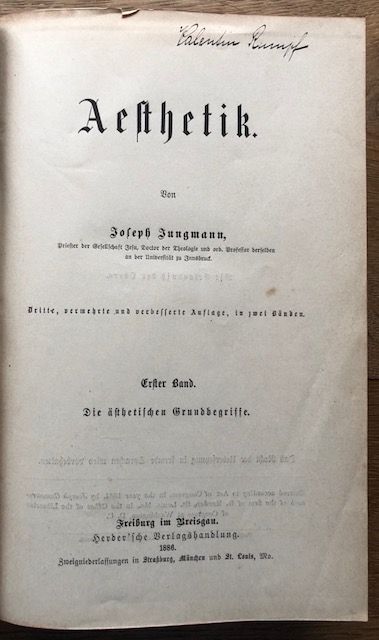 Valentin Rumpf
Aesthetik.
Von
Joseph Jungmann,
Priester der Gesellschaft Jesu, Doctor der Theologie und ord. Professor derselben
an der Universität zu Innsbruck.
Dritte, vermehrte und verbesserte Auflage, in zwei Bänden.
Erster Band.
Die ästhetischen Grundbegriffe.
Freiburg im Breisgau.
Herder'sche Verlagshandlung.
1886.
Zweigniederlassungen in Straßburg, München und St. Louis, Mo.